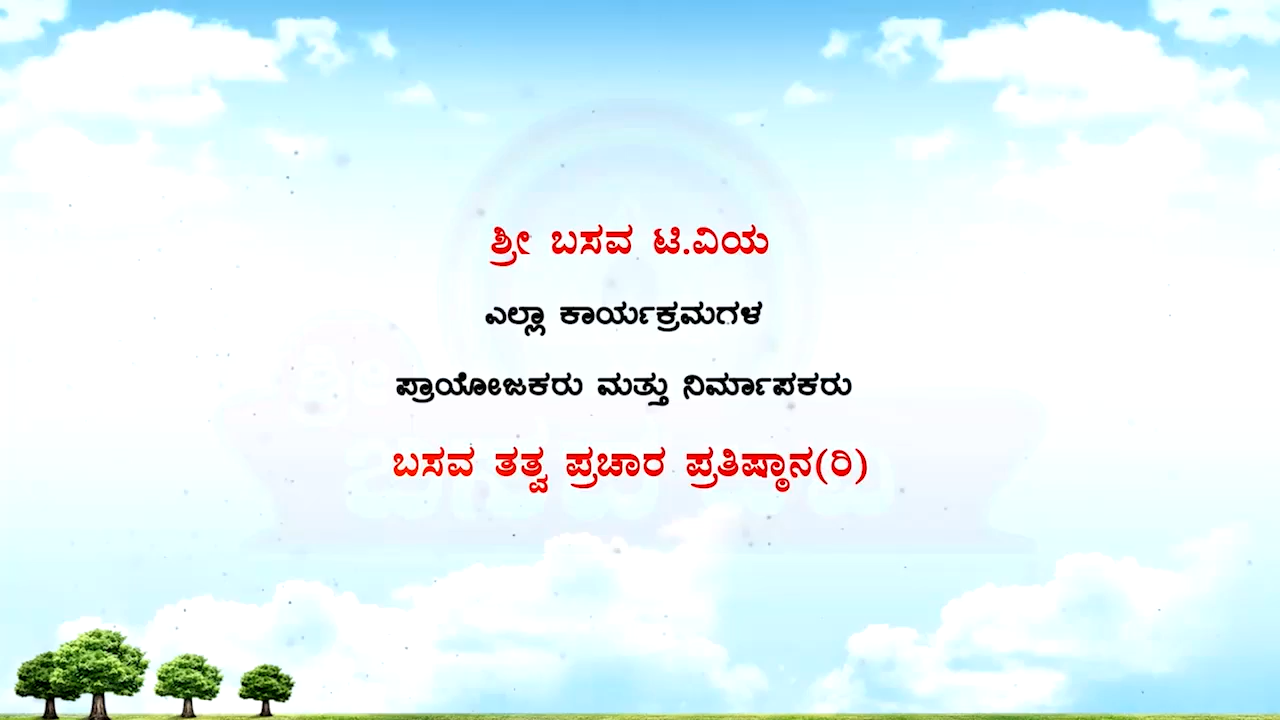 ಶ್ರೀ ಬಸವ ಟಿ.ವಿಯ
ಎಲ್ಲಾ ಕಾರ್ಯಕ್ರಮಗಳ
ಪ್ರಾಯೋಜಕರು ಮತ್ತು ನಿರ್ಮಾಪಕರು
ಬಸವ ತತ್ವ ಪ್ರಚಾರ ಪ್ರತಿಷ್ಠಾನ(ರಿ)